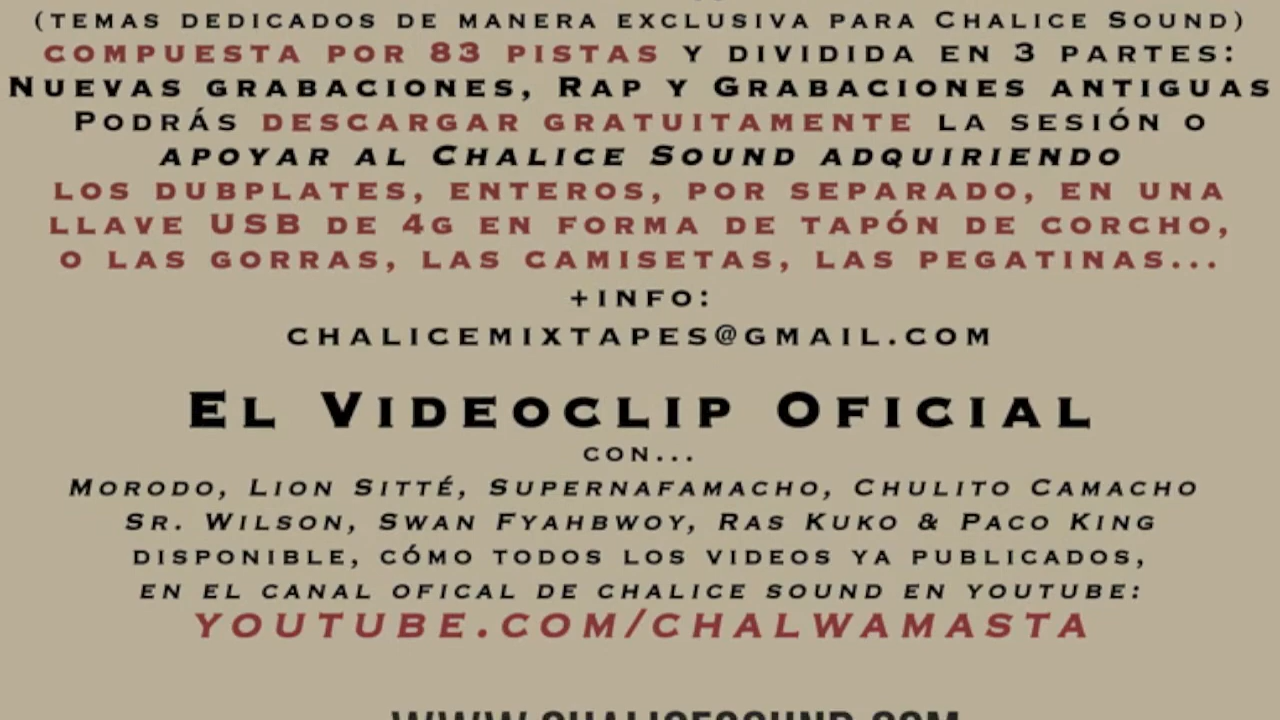 (temas dedicados de manera exclusiva para Chalice Sound)
compuesta por 83 pistas y dividida en 3 partes:
Nuevas grabaciones, Rap y Grabaciones antiguas
Podrás descargar gratuitamente la sesión o
apoyar al Chalice Sound adquiriendo
los dubplates, enteros, por separado, en una
llave USB de 4g en forma de tapón de corcho,
o las gorras, las camisetas, las pegatinas...
+info:
chalicemixtapes@gmail.com
El Videoclip Oficial
con...
Morodo, Lion Sitté, Supernafamacho, Chulito Camacho
Sr. Wilson, Swan Fyahbwoy, Ras Kuko & Paco King
disponible, cómo todos los videos ya publicados,
en el canal ofical de chalice sound en youtube:
youtube.com/chalwamasta
WWW.CHALICESOUND.COM